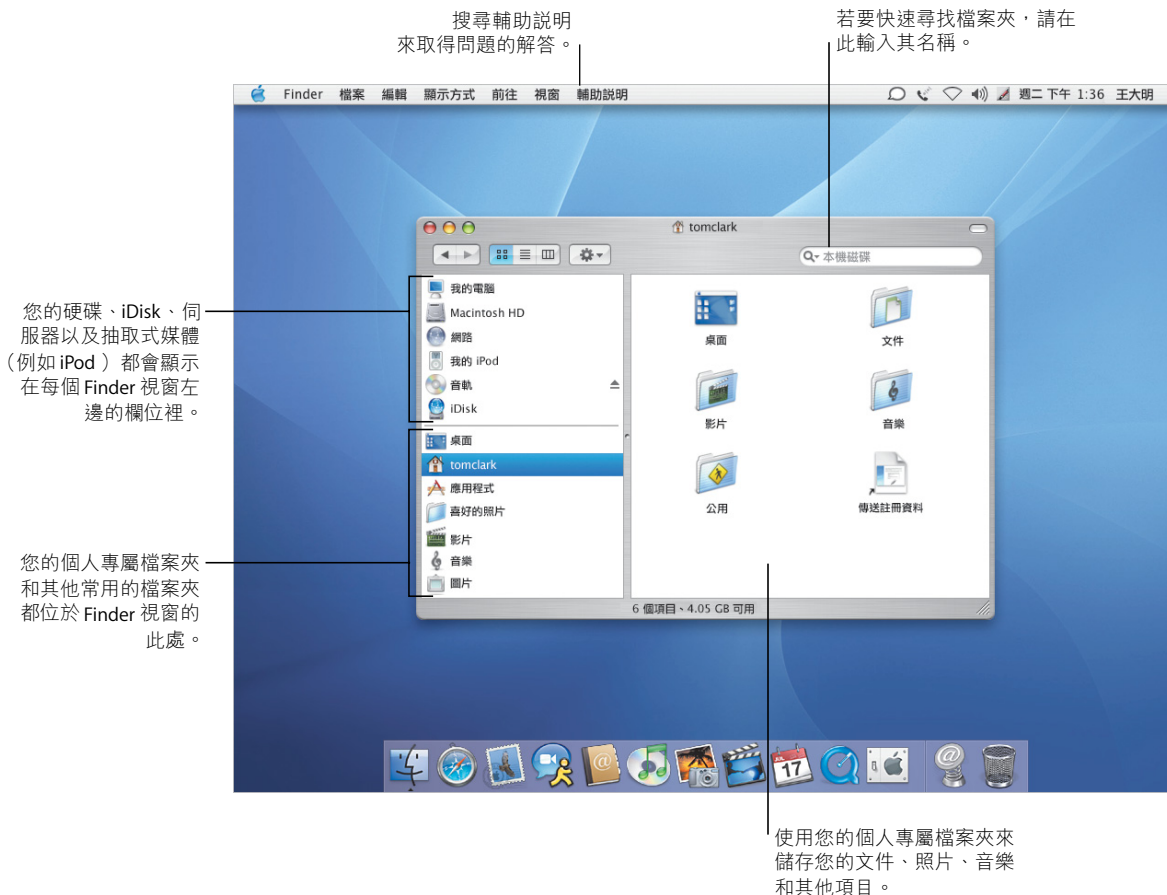 搜尋輔助説明
來取得問題的解答。
若要快速尋找檔案夾，請在
此輸入其名稱。
Finder 檔案 編輯 顯示方式 前往 視窗 輔助説明 週二 下午 1:36 王大明
tomclark
本機磁碟
您的硬碟、iDisk、伺
服器以及抽取式媒體
（例如 iPod ）都會顯示
在每個 Finder 視窗左
邊的欄位裡。
我的電腦
Macintosh HD
網路
我的 iPod
音軌
iDisk
桌面
tomclark
應用程式
喜好的照片
影片
音樂
圖片
桌面
文件
影片
音樂
公用
傳送註冊資料
6 個項目、4.05 GB 可用
您的個人專屬檔案夾
和其他常用的檔案夾
都位於 Finder 視窗的
此處。
JUL
17
使用您的個人專屬檔案夾來
儲存您的文件、照片、音樂
和其他項目。